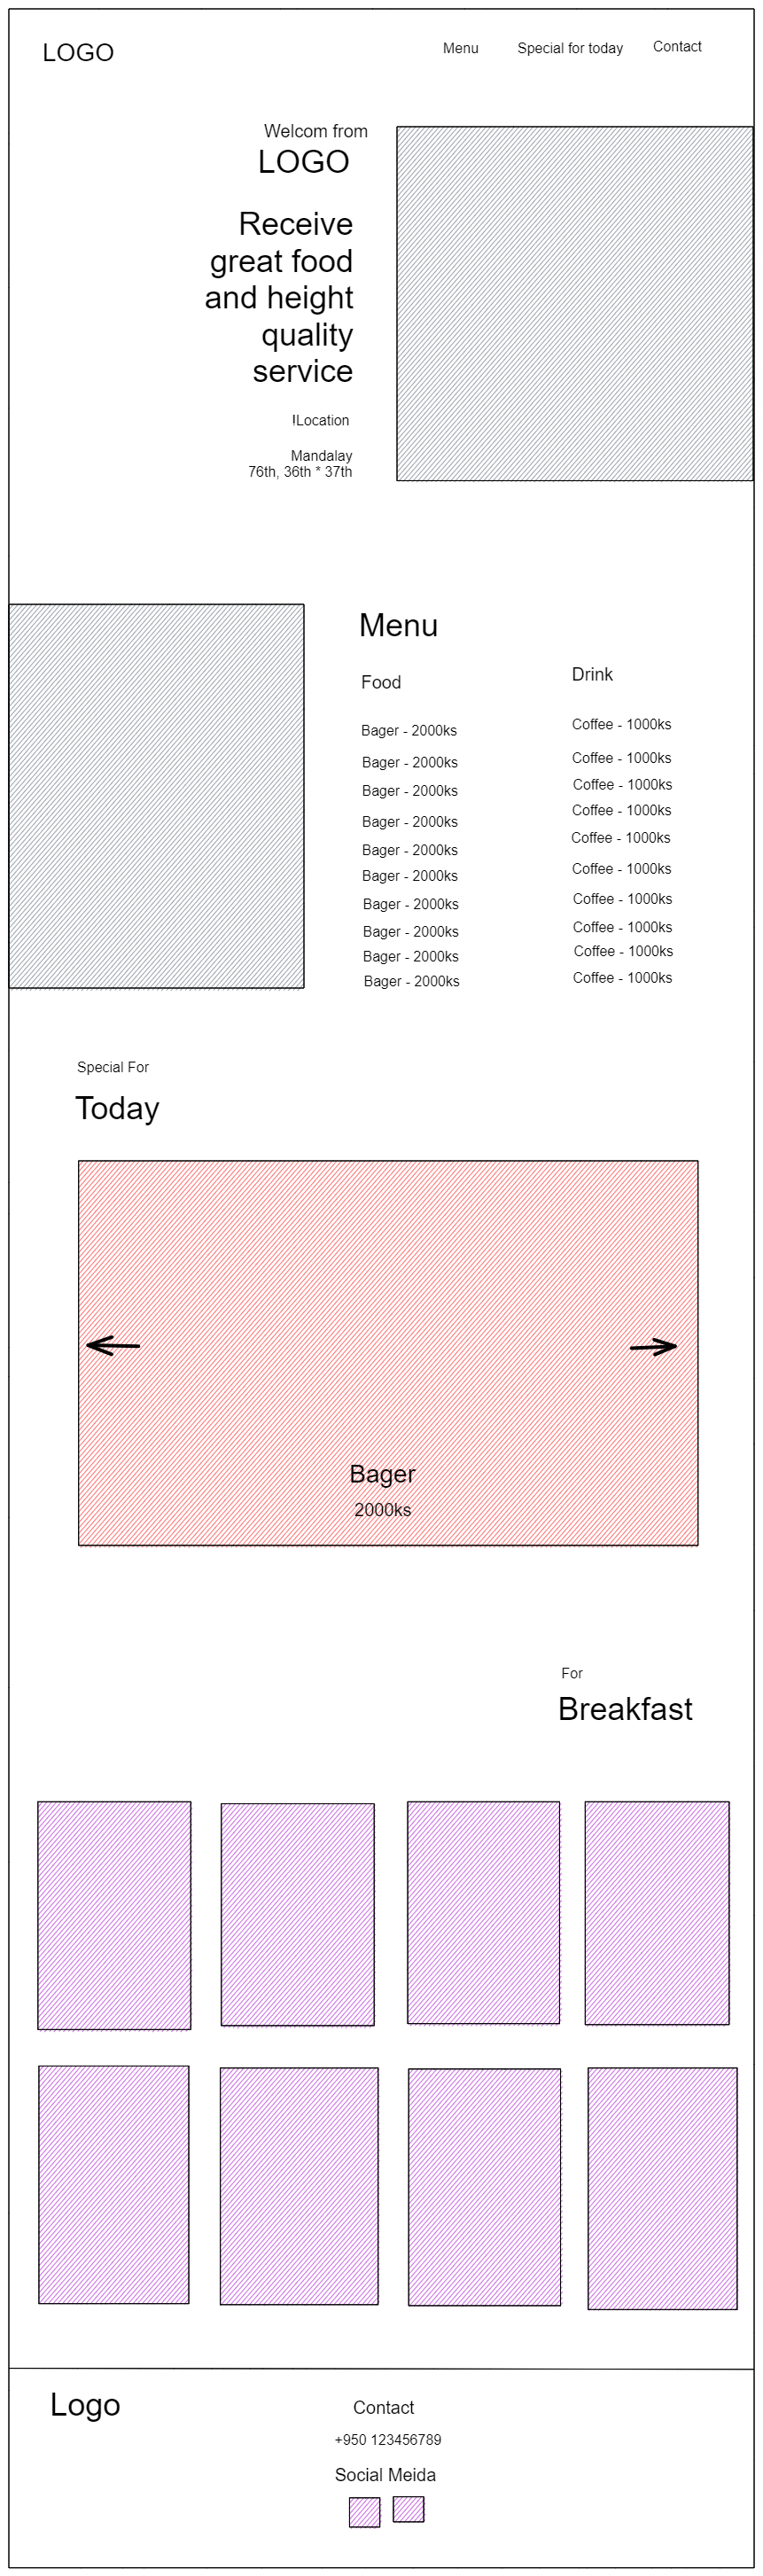 LOGO
Menu
Special for today
Contact
Welcom from
LOGO
Receive
great food
and height
quality
service
!Location
Mandalay
76th, 36th * 37th
Menu
Food
Bager - 2000ks
Bager - 2000ks
Bager - 2000ks
Bager - 2000ks
Bager - 2000ks
Bager - 2000ks
Bager - 2000ks
Bager - 2000ks
Bager - 2000ks
Bager - 2000ks
Drink
Coffee - 1000ks
Coffee - 1000ks
Coffee - 1000ks
Coffee - 1000ks
Coffee - 1000ks
Coffee - 1000ks
Coffee - 1000ks
Coffee - 1000ks
Coffee - 1000ks
Coffee - 1000ks
Special For
Today
Bager
2000ks
For
Breakfast
Logo
Contact
+950 123456789
Social Meida